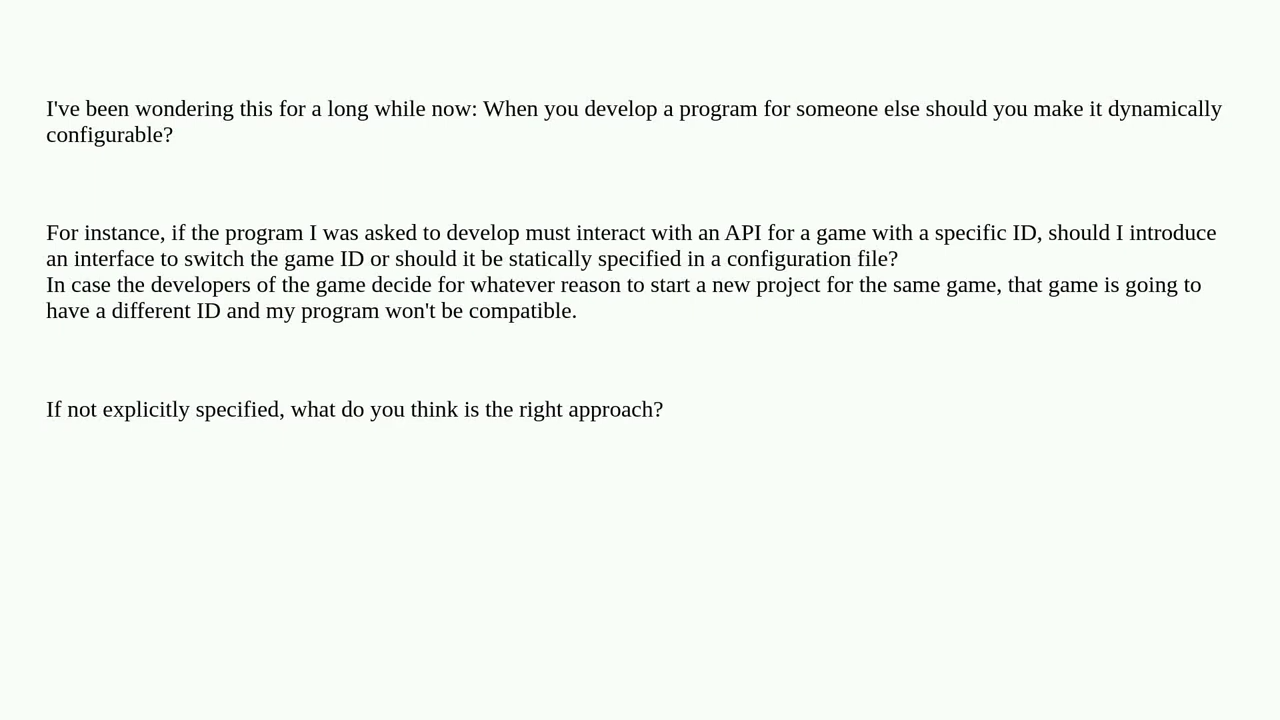 I've been wondering this for a long while now: When you develop a program for someone else should you make it dynamically
configurable?
For instance, if the program I was asked to develop must interact with an API for a game with a specific ID, should I introduce
an interface to switch the game ID or should it be statically specified in a configuration file?
In case the developers of the game decide for whatever reason to start a new project for the same game, that game is going to
have a different ID and my program won't be compatible.
If not explicitly specified, what do you think is the right approach?